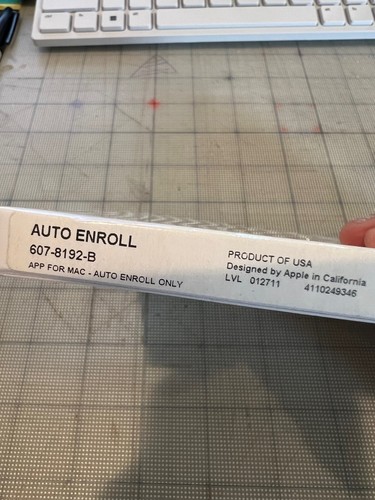 AUTO ENROLL
607-8192-B
APP FOR MAC - AUTO ENROLL ONLY
PRODUCT OF USA
Designed by Apple in California
LVL 012711 4110249346